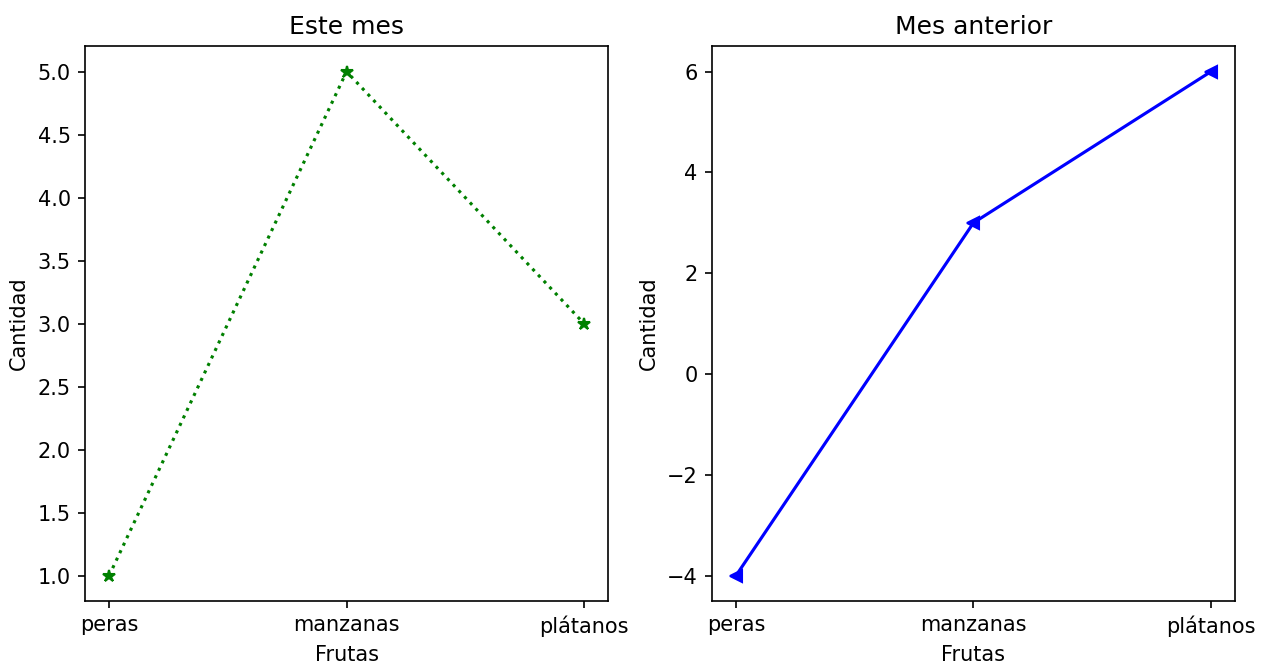 Este mes
Cantidad
5.0
4.5
4.0
3.5
3.0
2.5
2.0
1.5
1.0
peras manzanas plátanos
Frutas
Mes anterior
Cantidad
6
4
2
0
−2
−4
peras manzanas plátanos
Frutas